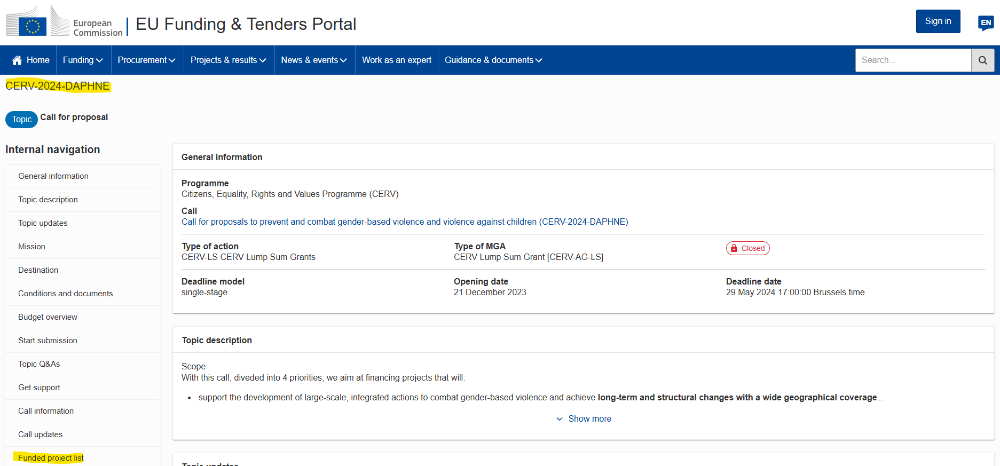 European
Commission
EU Funding & Tenders Portal
Sign in
EN
Home
Funding
Procurement
Projects & results
News & events
Work as an expert
Guidance & documents
Search...
CERV-2024-DAPHNE
Topic
Call for proposal
Internal navigation
General information
Topic description
Topic updates
Mission
Destination
Conditions and documents
Budget overview
Start submission
Topic Q&As
Get support
Call information
Call updates
Funded project list
General information
Programme
Citizens, Equality, Rights and Values Programme (CERV)
Call
Call for proposals to prevent and combat gender-based violence and violence against children (CERV-2024-DAPHNE)
Type of action
CERV-LS CERV Lump Sum Grants
Type of MGA
CERV Lump Sum Grant [CERV-AG-LS]
Closed
Deadline model
single-stage
Opening date
21 December 2023
Deadline date
29 May 2024 17:00:00 Brussels time
Topic description
Scope:
With this call, diveded into 4 priorities, we aim at financing projects that will:
• support the development of large-scale, integrated actions to combat gender-based violence and achieve long-term and structural changes with a wide geographical coverage…
Show more
Topic updates